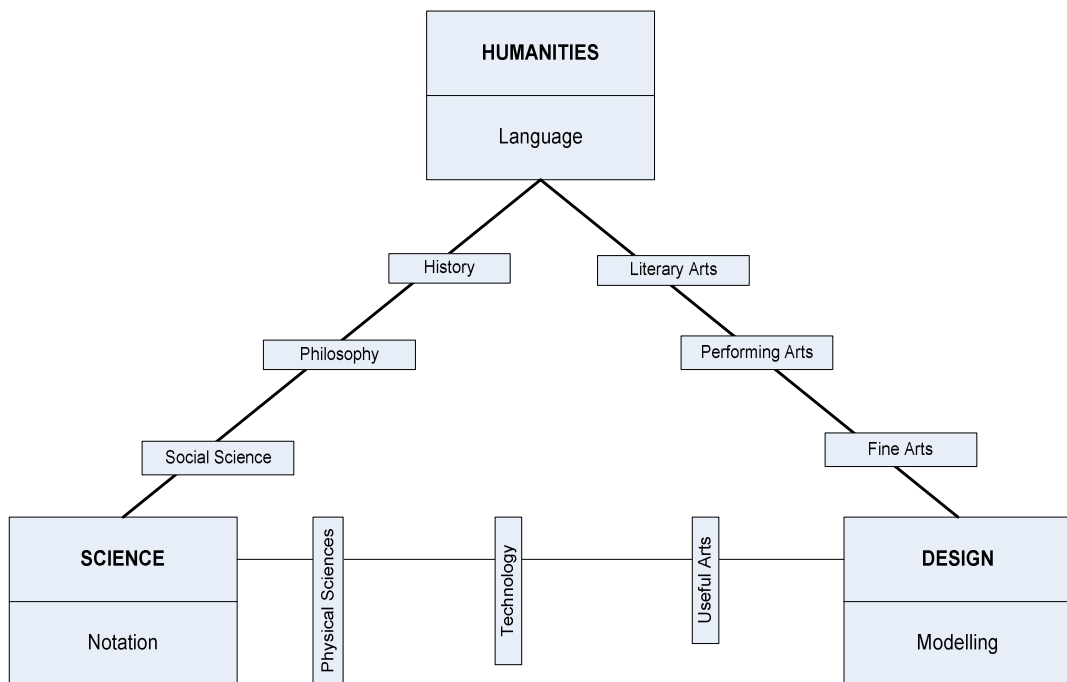 HUMANITIES
Language
History
Literary Arts
Philosophy
Performing Arts
Social Science
Fine Arts
SCIENCE
Notation
Physical Sciences
Technology
Useful Arts
DESIGN
Modelling